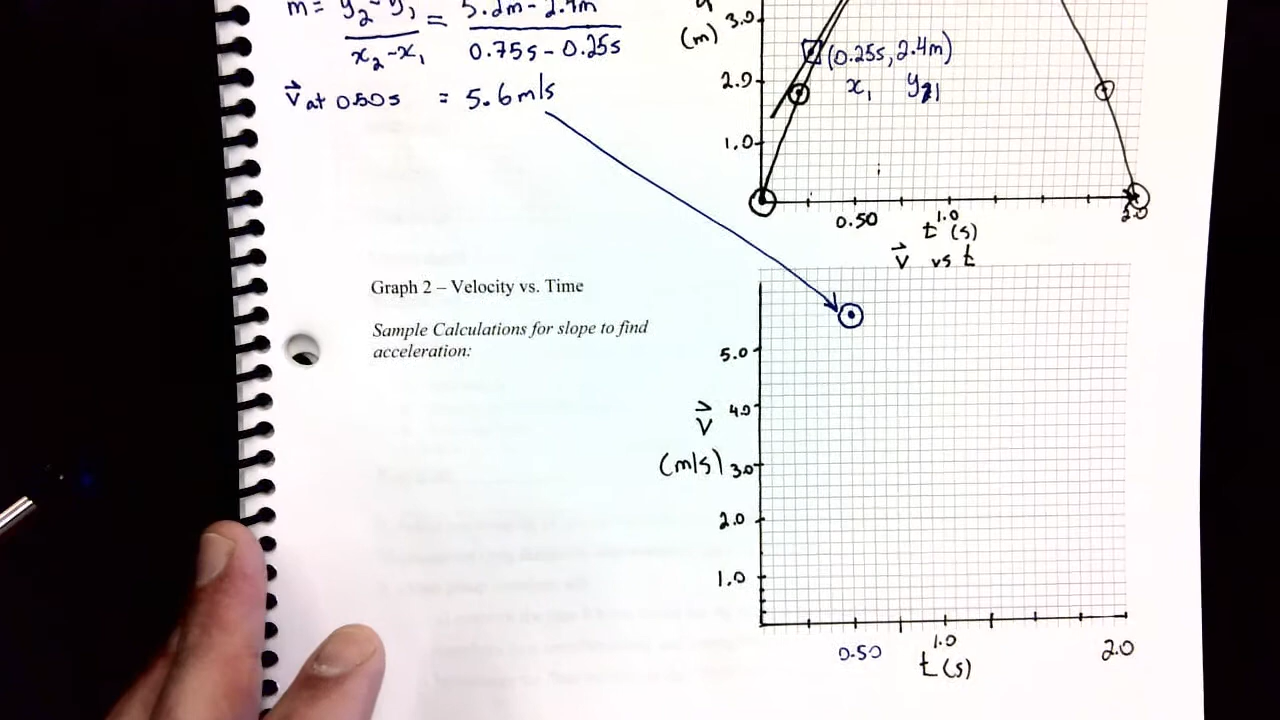 m = y₂ - y₁ = 5.2m - 2.4m
x₂ - x₁ 0.75s - 0.25s
v⃗ at 0.50s = 5.6m/s
3.0
(m)
(0.25s, 2.4m)
2.0
x₁ y₁
1.0
0.50 1.0 2.0
t (s)
v⃗ vs t
Graph 2 – Velocity vs. Time
Sample Calculations for slope to find
acceleration:
5.0
v⃗ 4.0
(m/s) 3.0
2.0
1.0
0.50 1.0 2.0
t (s)